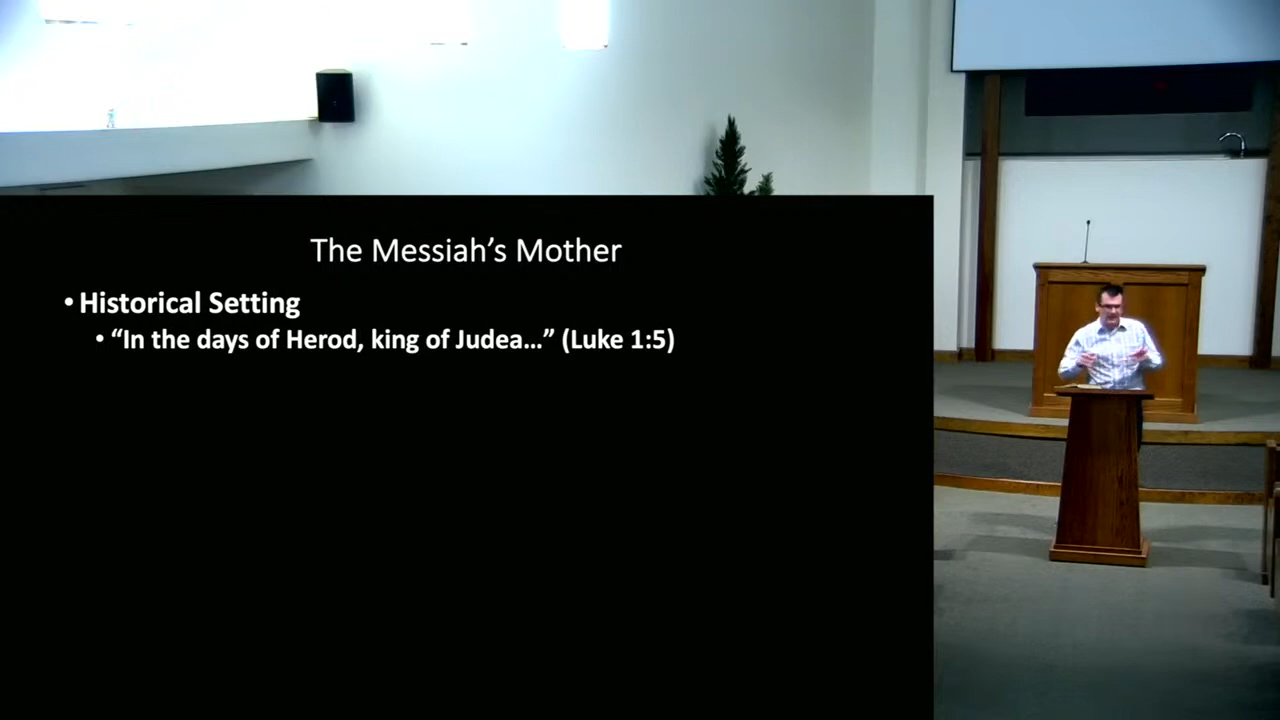 The Messiah’s Mother
• Historical Setting
• “In the days of Herod, king of Judea…” (Luke 1:5)